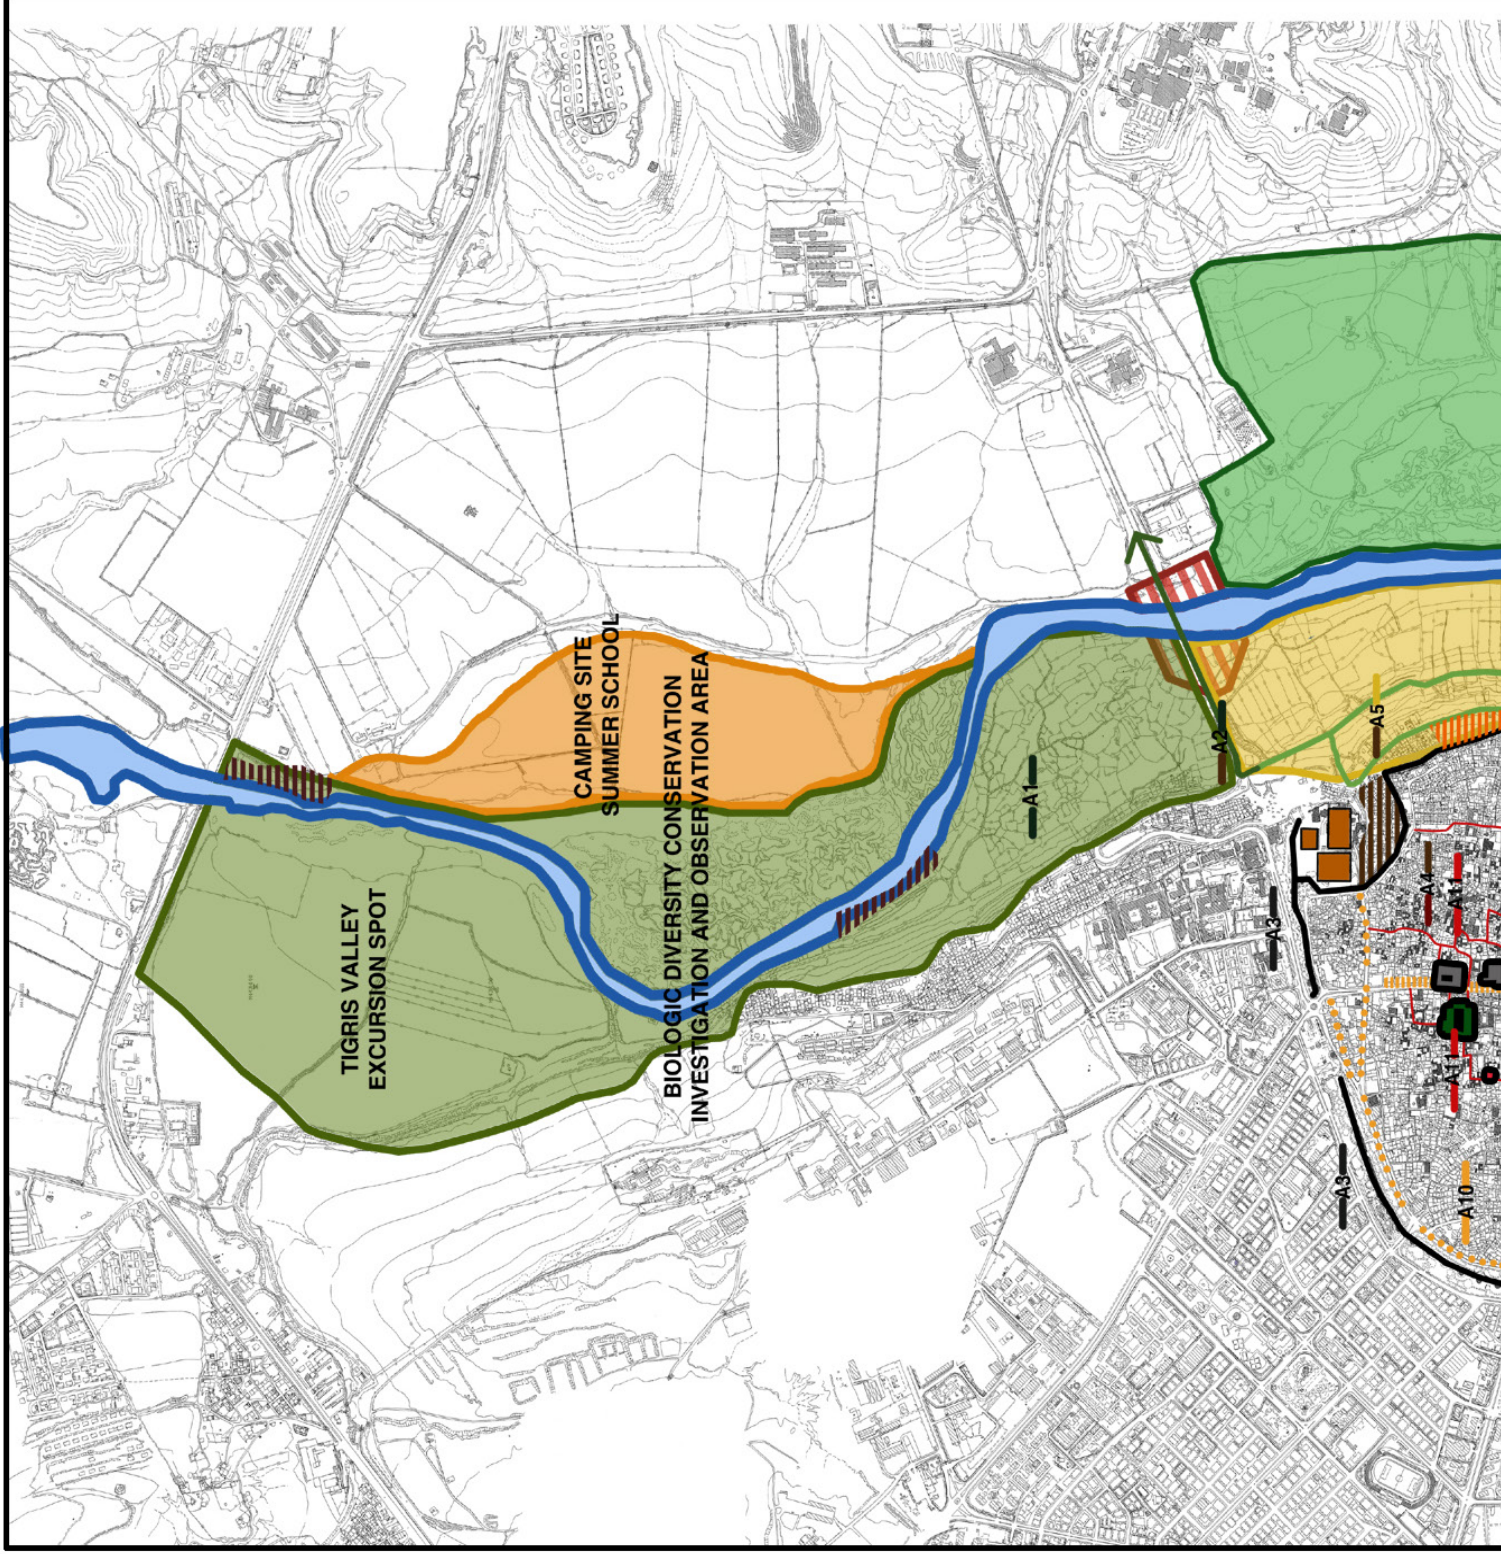 TIGRIS VALLEY
EXCURSION SPOT
CAMPING SITE
SUMMER SCHOOL
BIOLOGIC DIVERSITY CONSERVATION
INVESTIGATION AND OBSERVATION AREA
A1
A2
A3
A3
A5
A4
A11
A11
A10